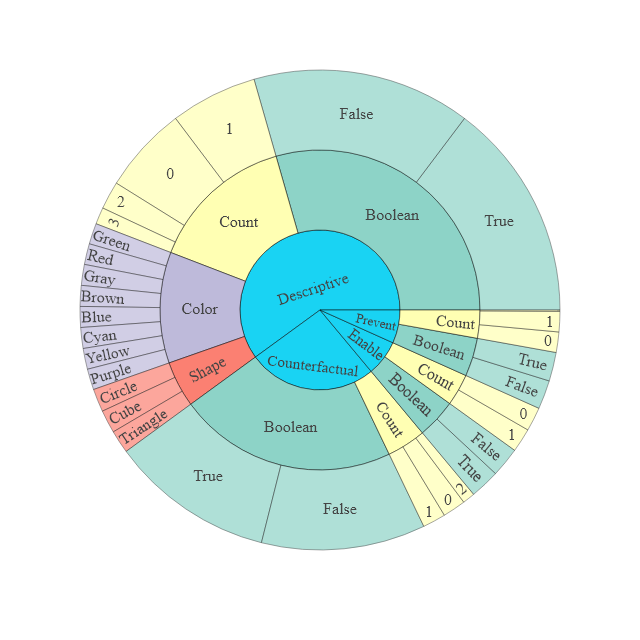 False
1
0
2
3
True
Boolean
Count
Green
Red
Gray
Brown
Blue
Cyan
Yellow
Purple
Color
Descriptive
Circle
Cube
Triangle
Shape
Counterfactual
Boolean
True
False
Count
1
0
2
Enable
Boolean
True
False
Count
1
0
Prevent
Boolean
False
True
Count
0
1